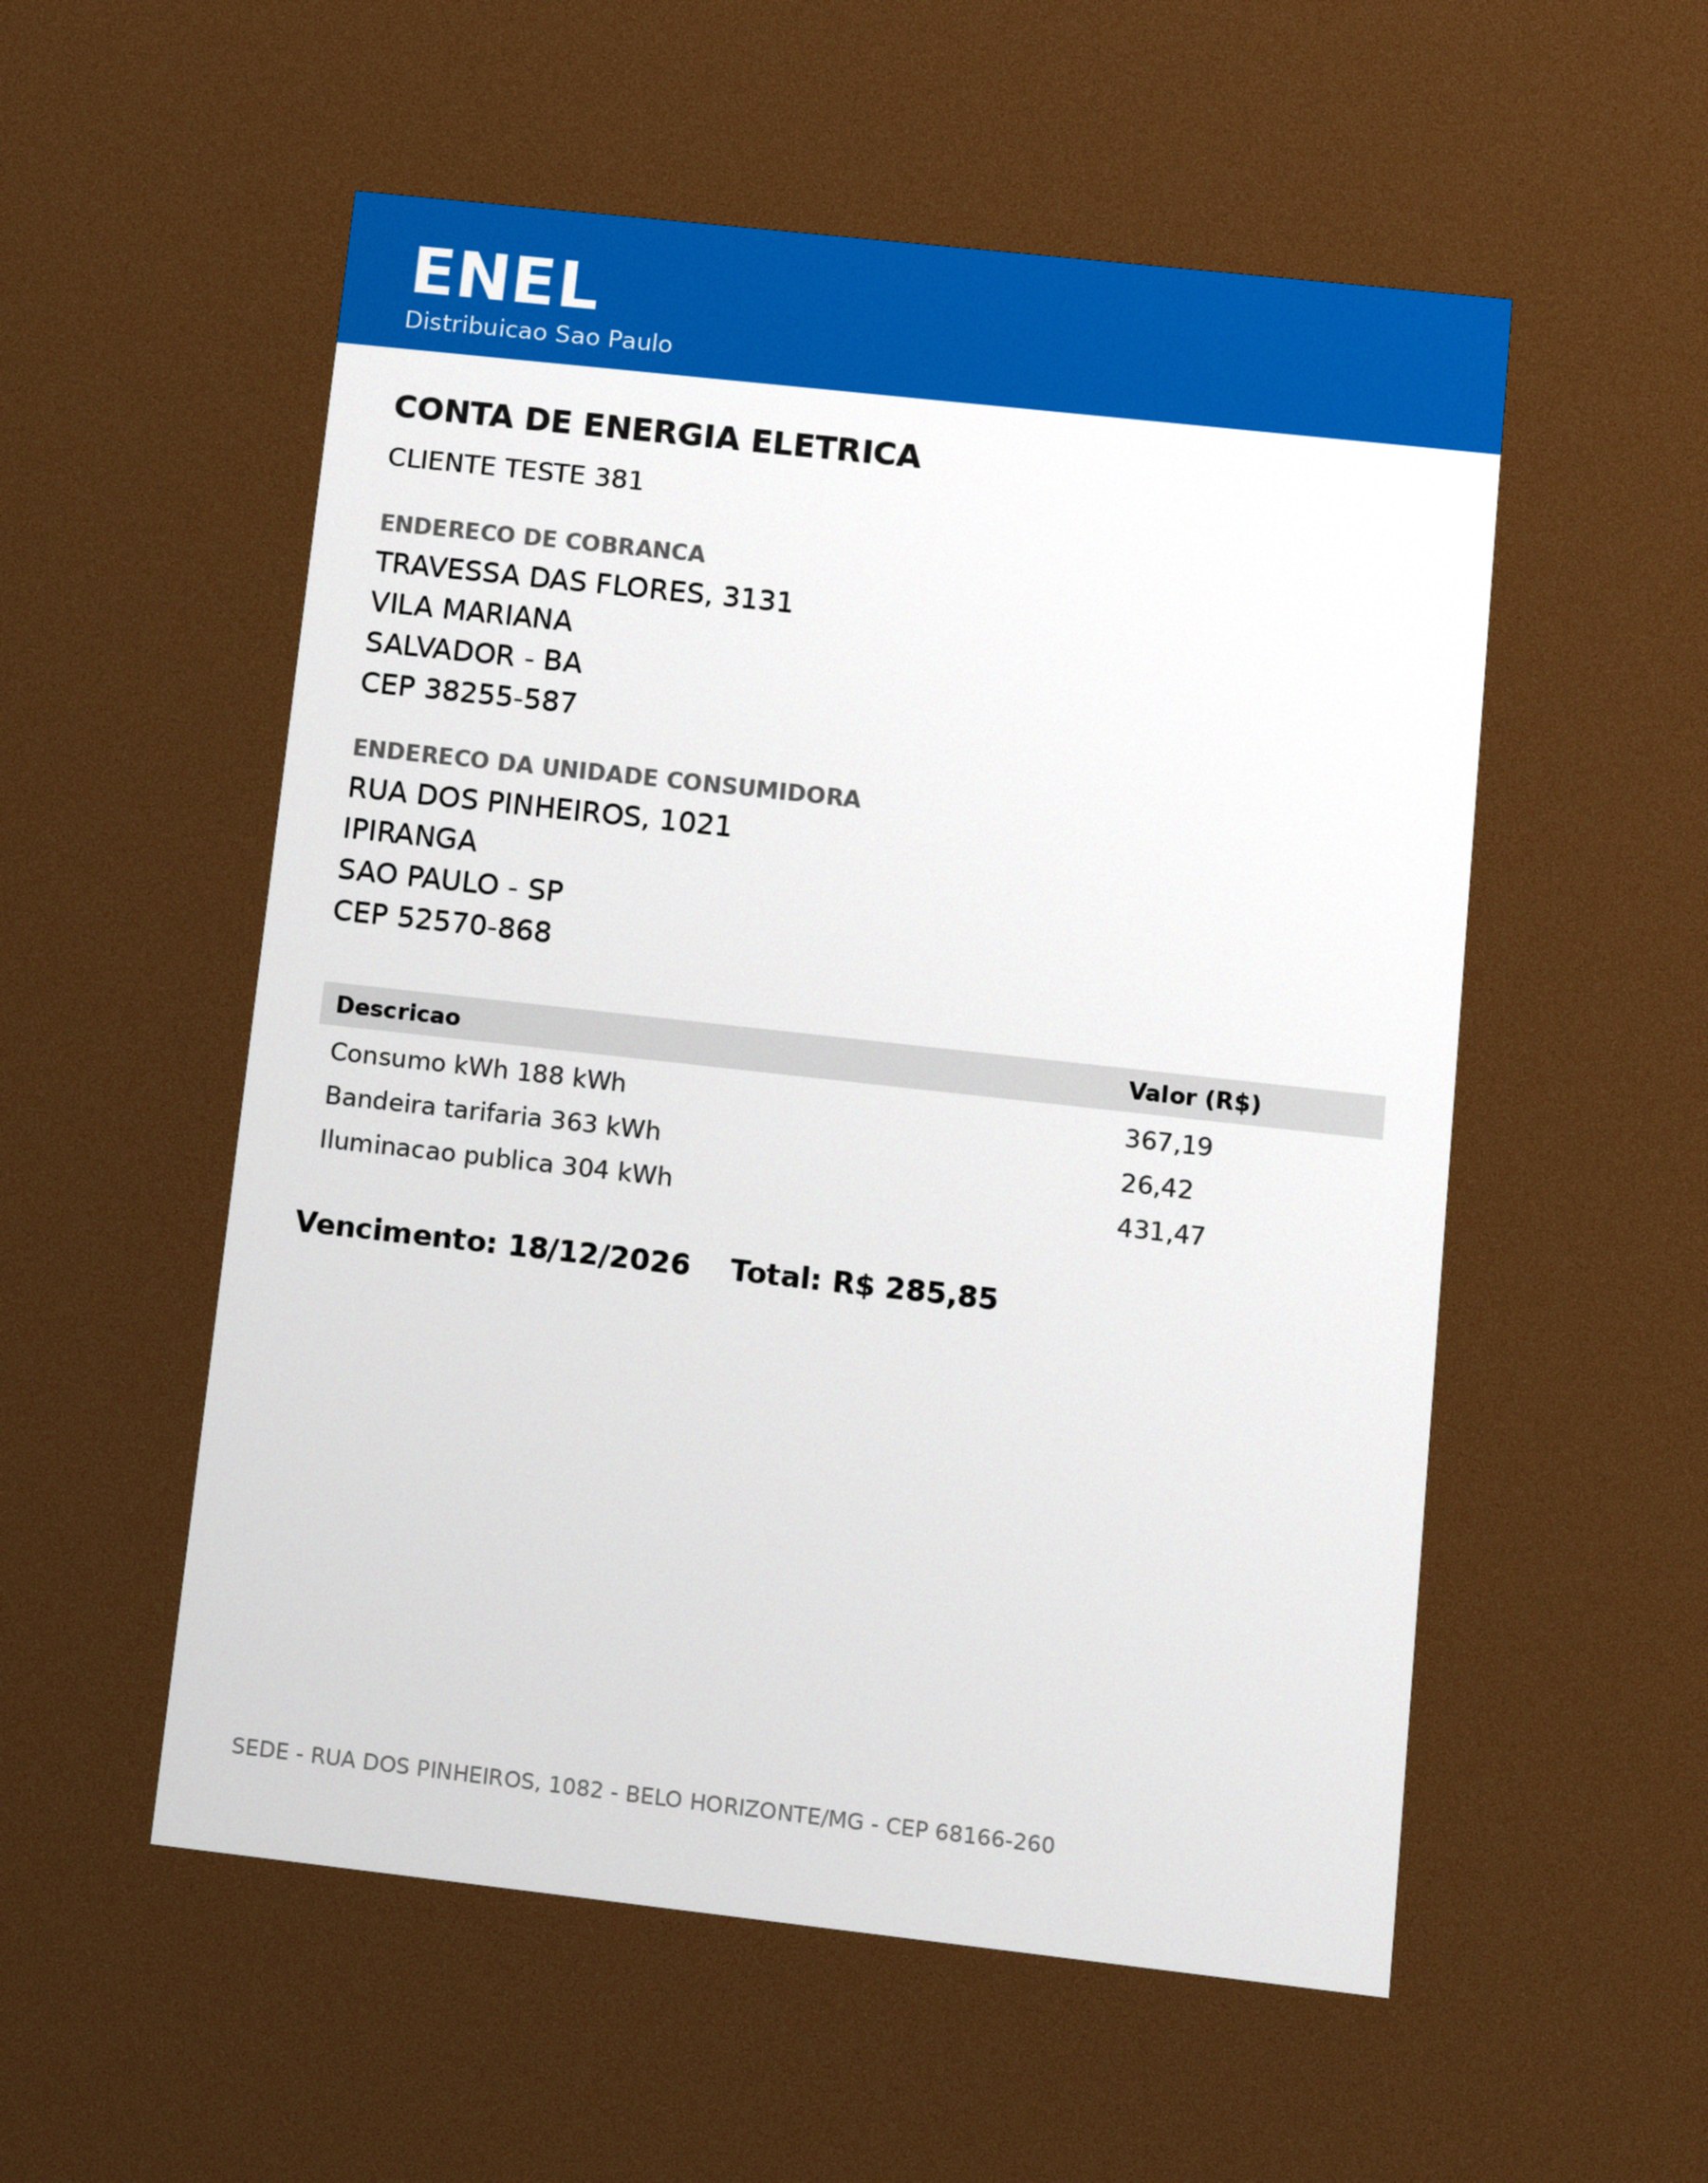 ENEL
Distribuicao Sao Paulo
CONTA DE ENERGIA ELETRICA
CLIENTE TESTE 381
ENDERECO DE COBRANCA
TRAVESSA DAS FLORES, 3131
VILA MARIANA
SALVADOR - BA
CEP 38255-587
ENDERECO DA UNIDADE CONSUMIDORA
RUA DOS PINHEIROS, 1021
IPIRANGA
SAO PAULO - SP
CEP 52570-868
Descricao Valor (R$)
Consumo kWh 188 kWh 367,19
Bandeira tarifaria 363 kWh 26,42
Iluminacao publica 304 kWh 431,47
Vencimento: 18/12/2026 Total: R$ 285,85
SEDE - RUA DOS PINHEIROS, 1082 - BELO HORIZONTE/MG - CEP 68166-260